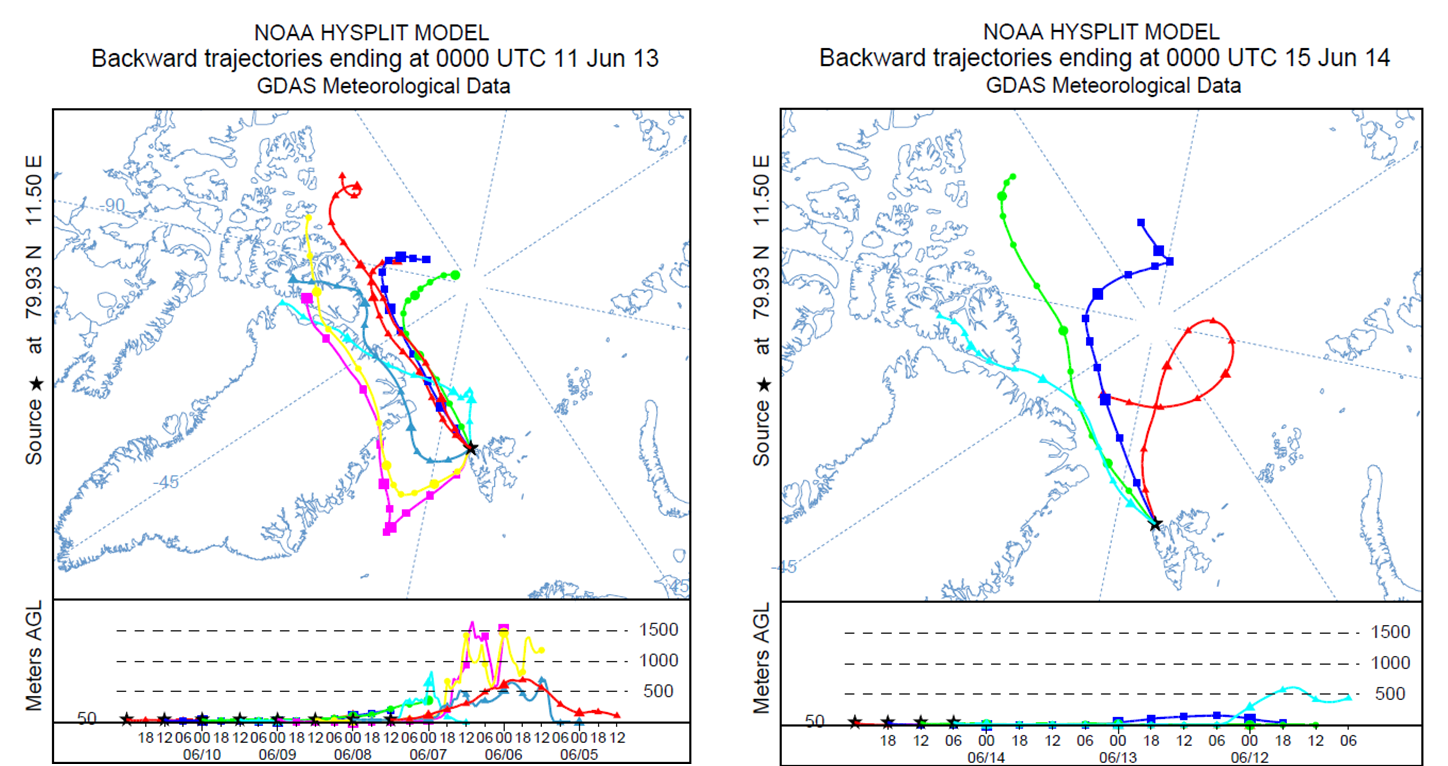 NOAA HYSPLIT MODEL
Backward trajectories ending at 0000 UTC 11 Jun 13
GDAS Meteorological Data
Source ★ at 79.93 N 11.50 E
-90
-45
Meters AGL
1500
1000
500
50
18 12 06 00 18 12 06 00 18 12 06 00 18 12 06 00 18 12 06 00 18 12 06 00 18 12
06/10 06/09 06/08 06/07 06/06 06/05
NOAA HYSPLIT MODEL
Backward trajectories ending at 0000 UTC 15 Jun 14
GDAS Meteorological Data
Source ★ at 79.93 N 11.50 E
-45
Meters AGL
1500
1000
500
50
18 12 06 00 18 12 06 00 18 12 06 00 18 12 06
06/14 06/13 06/12